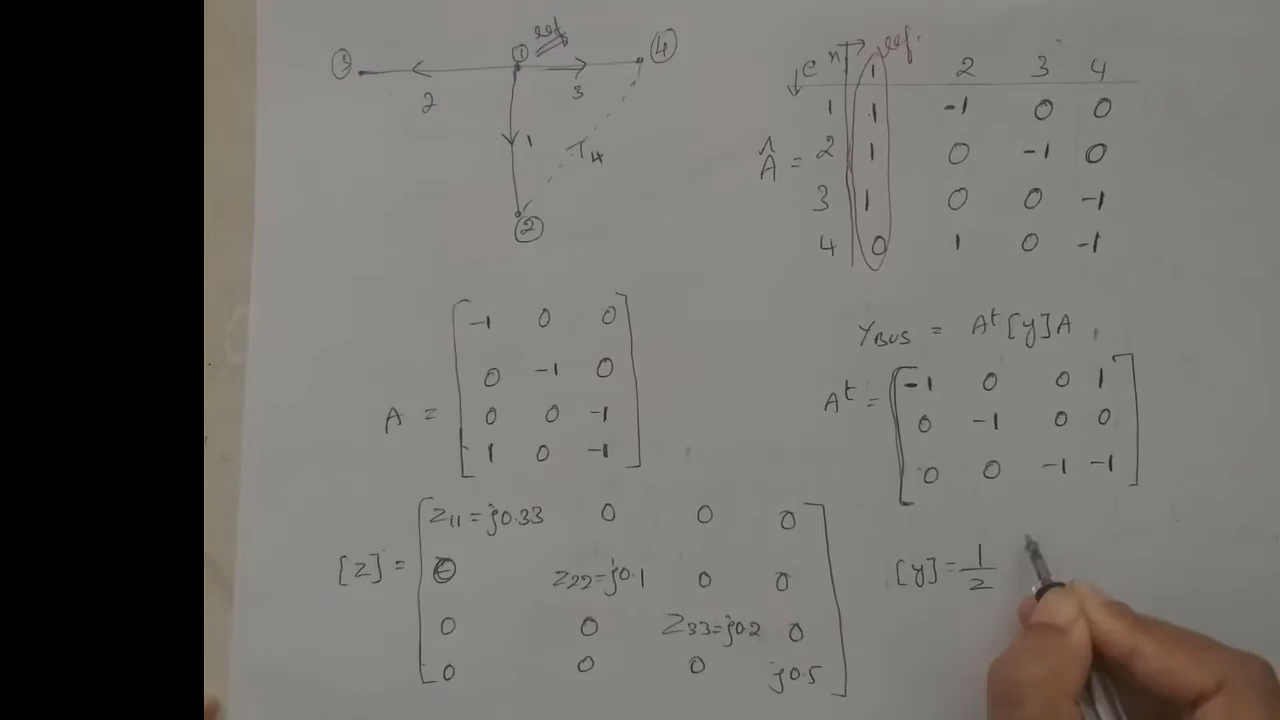 ① ref
③ ④
2 3
1
T4
②
e n 1 ref. 2 3 4
1 1 -1 0 0
Â = 2 1 0 -1 0
3 1 0 0 -1
4 0 1 0 -1
A = [ -1 0 0
0 -1 0
0 0 -1
1 0 -1 ]
YBUS = Aᵗ[y]A
Aᵗ = [ -1 0 0 1
0 -1 0 0
0 0 -1 -1 ]
[z] = [ Z11=j0.33 0 0 0
0 Z22=j0.1 0 0
0 0 Z33=j0.2 0
0 0 0 j0.5 ]
[y] = 1/z